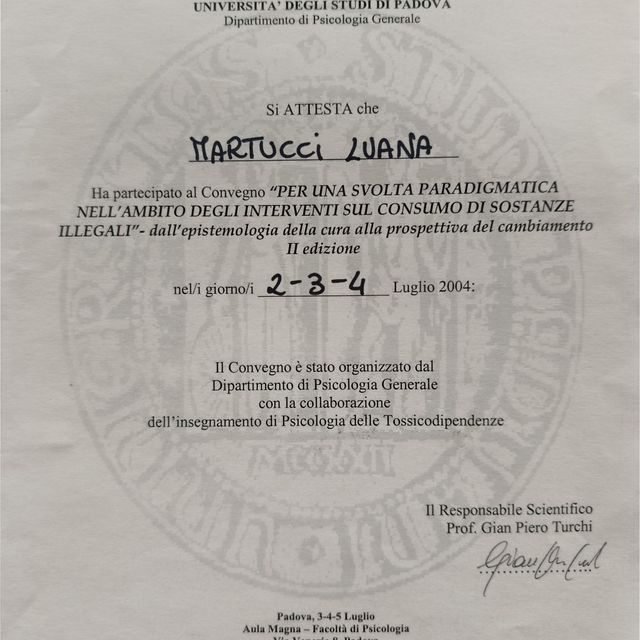 UNIVERSITA' DEGLI STUDI DI PADOVA
Dipartimento di Psicologia Generale
Si ATTESTA che
MARTUCCI LUANA
Ha partecipato al Convegno "PER UNA SVOLTA PARADIGMATICA
NELL'AMBITO DEGLI INTERVENTI SUL CONSUMO DI SOSTANZE
ILLEGALI"- dall'epistemologia della cura alla prospettiva del cambiamento
II edizione
nel/i giorno/i 2-3-4 Luglio 2004:
Il Convegno è stato organizzato dal
Dipartimento di Psicologia Generale
con la collaborazione
dell'insegnamento di Psicologia delle Tossicodipendenze
Il Responsabile Scientifico
Prof. Gian Piero Turchi
Padova, 3-4-5 Luglio
Aula Magna – Facoltà di Psicologia